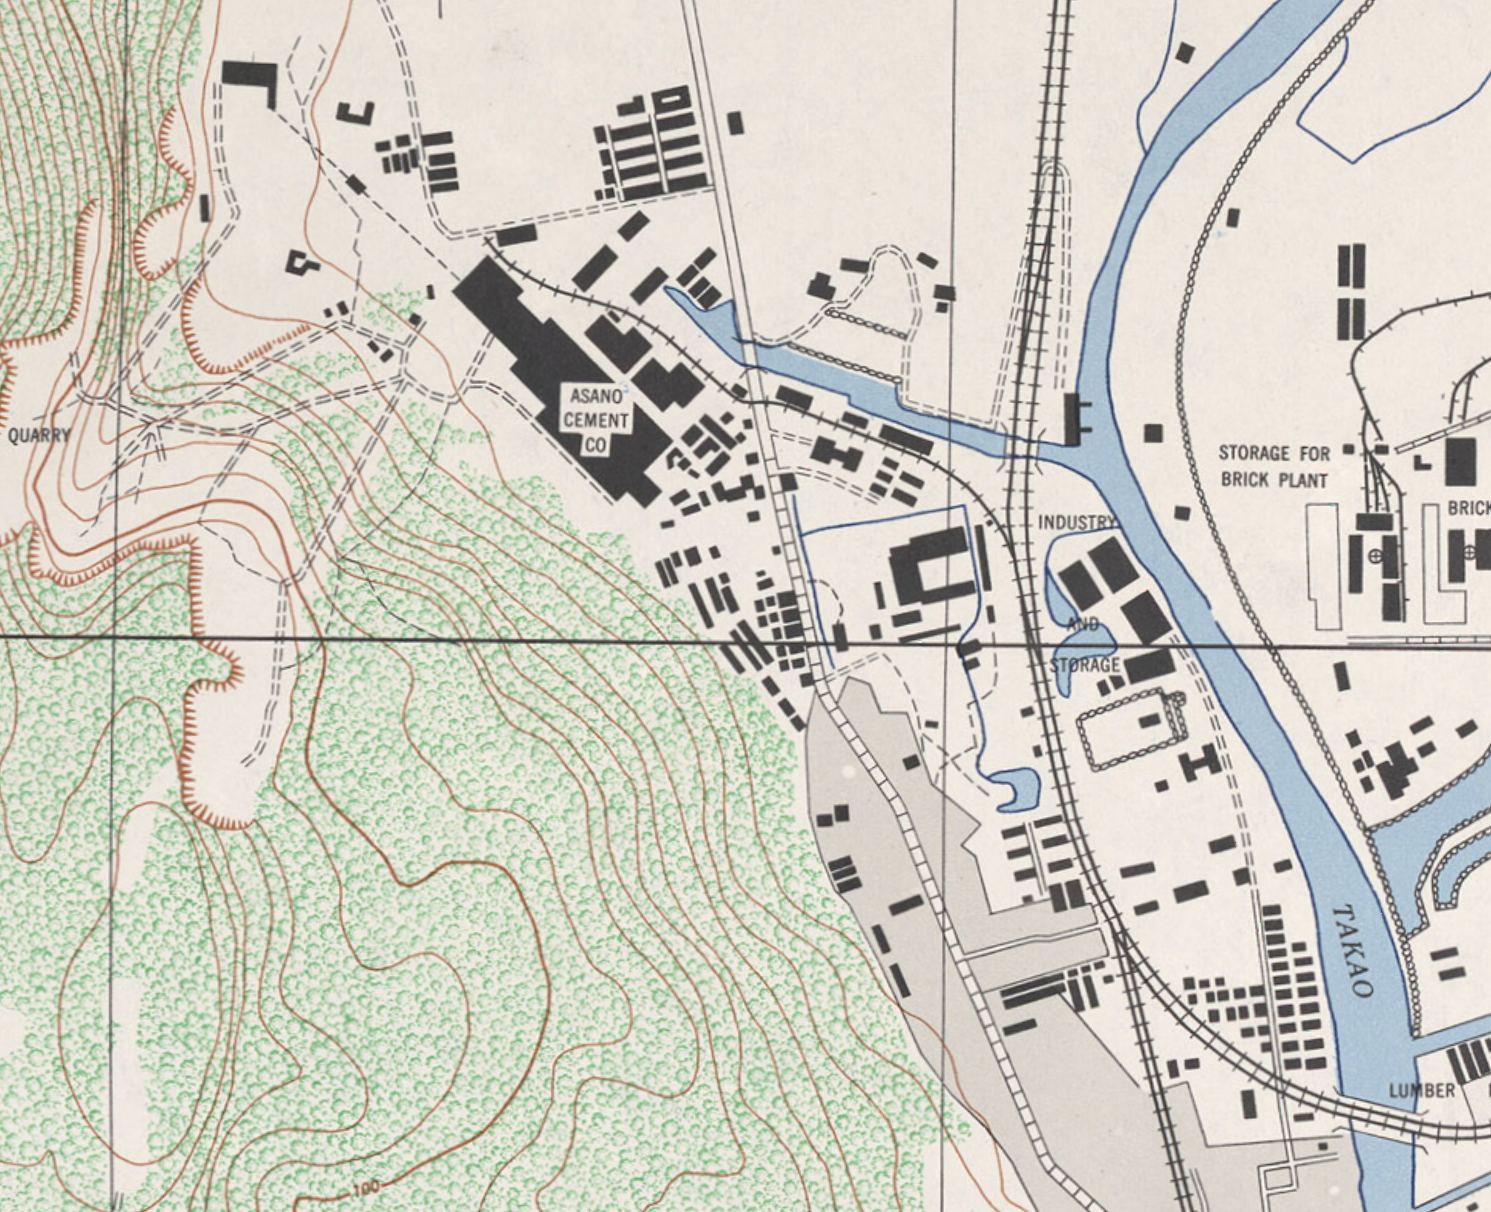 ASANO
CEMENT
CO
QUARRY
STORAGE FOR
BRICK PLANT
BRICK
INDUSTRY
AND
STORAGE
TAKAO
LUMBER
100